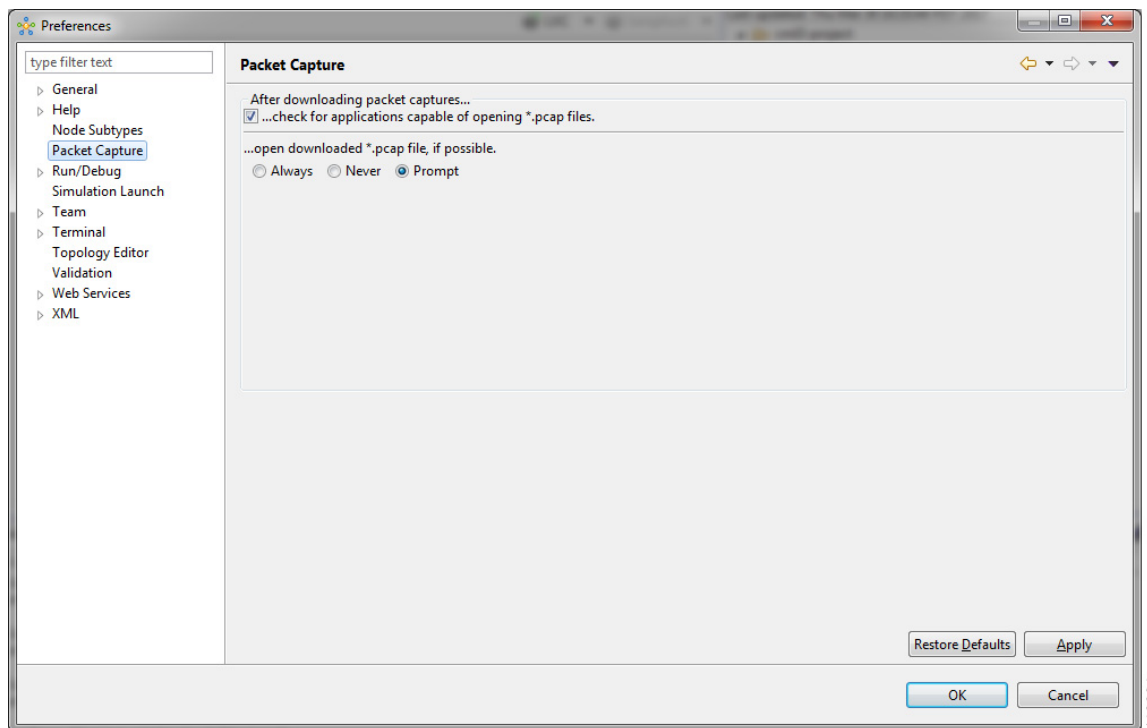 Preferences
type filter text
General
Help
Node Subtypes
Packet Capture
Run/Debug
Simulation Launch
Team
Terminal
Topology Editor
Validation
Web Services
XML
Packet Capture
After downloading packet captures...
...check for applications capable of opening *.pcap files.
...open downloaded *.pcap file, if possible.
Always Never Prompt
Restore Defaults Apply
OK Cancel